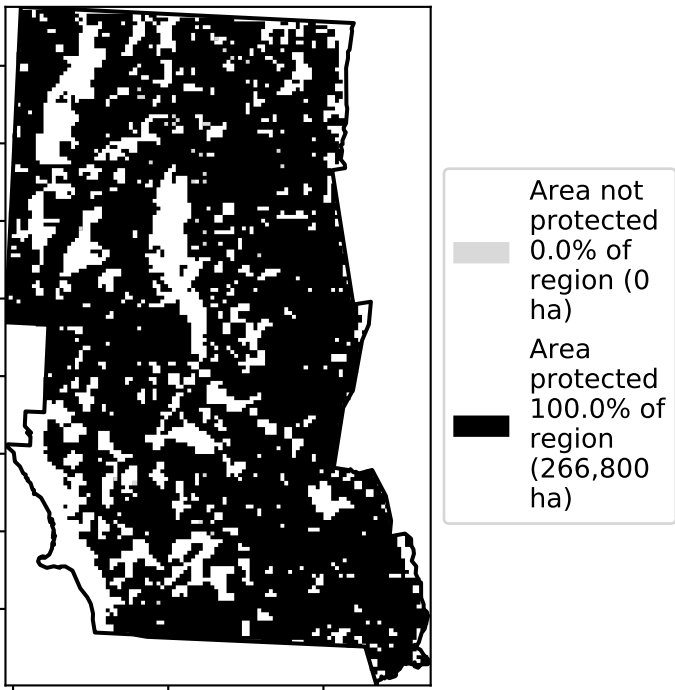 Area not
protected
0.0% of
region (0
ha)
Area
protected
100.0% of
region
(266,800
ha)